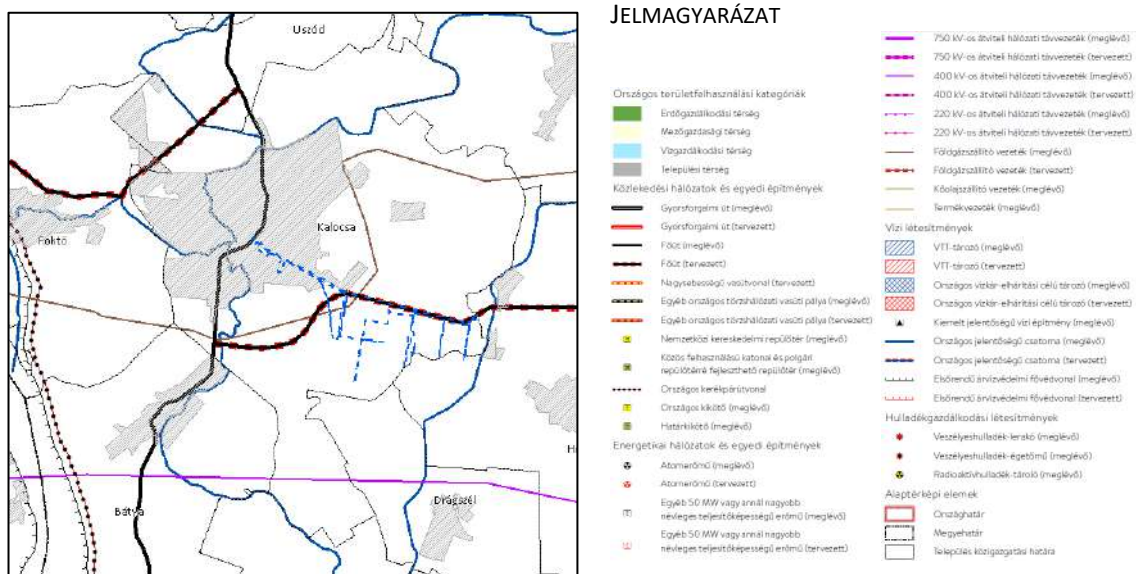 Uszód
Kalocsa
Foktő
Bátya
Drágszél
JELMAGYARÁZAT
Országos területfelhasználási kategóriák
Erdőgazdálkodási térség
Mezőgazdasági térség
Vízgazdálkodási térség
Települési térség
Közlekedési hálózatok és egyedi építmények
Gyorsforgalmi út (meglévő)
Gyorsforgalmi út (tervezett)
Főút (meglévő)
Főút (tervezett)
Nagysebességű vasútvonal (tervezett)
Egyéb országos törzshálózati vasúti pálya (meglévő)
Egyéb országos törzshálózati vasúti pálya (tervezett)
Nemzetközi kereskedelmi repülőtér (meglévő)
Közös felhasználású katonai és polgári
repülőtérré fejleszthető repülőtér (meglévő)
Országos kerékpárútvonal
Országos kikötő (meglévő)
Határkikötő (meglévő)
Energetikai hálózatok és egyedi építmények
Atomerőmű (meglévő)
Atomerőmű (tervezett)
Egyéb 50 MW vagy annál nagyobb
névleges teljesítőképességű erőmű (meglévő)
Egyéb 50 MW vagy annál nagyobb
névleges teljesítőképességű erőmű (tervezett)
750 kV-os átviteli hálózati távvezeték (meglévő)
750 kV-os átviteli hálózati távvezeték (tervezett)
400 kV-os átviteli hálózati távvezeték (meglévő)
400 kV-os átviteli hálózati távvezeték (tervezett)
220 kV-os átviteli hálózati távvezeték (meglévő)
220 kV-os átviteli hálózati távvezeték (tervezett)
Földgázszállító vezeték (meglévő)
Földgázszállító vezeték (tervezett)
Kőolajszállító vezeték (meglévő)
Termékvezeték (meglévő)
Vízi létesítmények
VTT-tározó (meglévő)
VTT-tározó (tervezett)
Országos vízkár-elhárítási célú tározó (meglévő)
Országos vízkár-elhárítási célú tározó (tervezett)
Kiemelt jelentőségű vízi építmény (meglévő)
Országos jelentőségű csatorna (meglévő)
Országos jelentőségű csatorna (tervezett)
Elsőrendű árvízvédelmi fővédvonal (meglévő)
Elsőrendű árvízvédelmi fővédvonal (tervezett)
Hulladékgazdálkodási létesítmények
Veszélyeshulladék-lerakó (meglévő)
Veszélyeshulladék-égetőmű (meglévő)
Radioaktívhulladék-tároló (meglévő)
Alaptérképi elemek
Országhatár
Megyehatár
Település közigazgatási határa